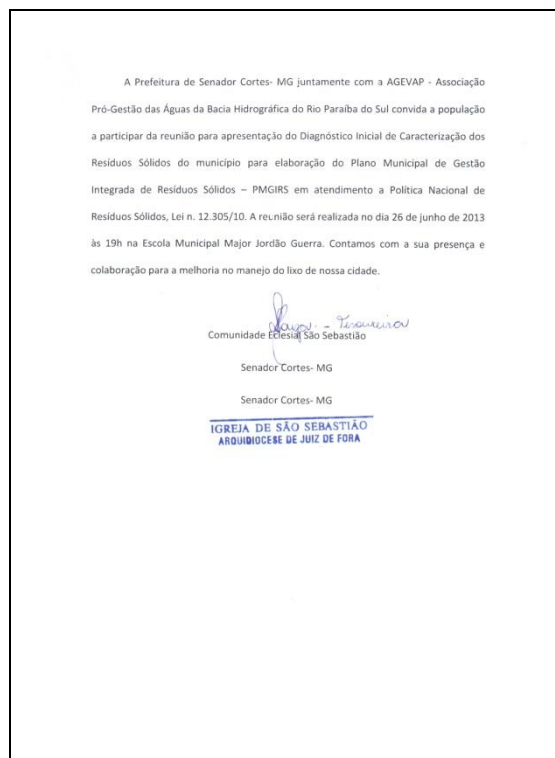 A Prefeitura de Senador Cortes- MG juntamente com a AGEVAP - Associação
Pró-Gestão das Águas da Bacia Hidrográfica do Rio Paraíba do Sul convida a população
a participar da reunião para apresentação do Diagnóstico Inicial de Caracterização dos
Resíduos Sólidos do município para elaboração do Plano Municipal de Gestão
Integrada de Resíduos Sólidos – PMGIRS em atendimento a Política Nacional de
Resíduos Sólidos, Lei n. 12.305/10. A reunião será realizada no dia 26 de junho de 2013
às 19h na Escola Municipal Major Jordão Guerra. Contamos com a sua presença e
colaboração para a melhoria no manejo do lixo de nossa cidade.
- Tesoureira
Comunidade Eclesial São Sebastião
Senador Cortes- MG
Senador Cortes- MG
IGREJA DE SÃO SEBASTIÃO
ARQUIDIOCESE DE JUIZ DE FORA